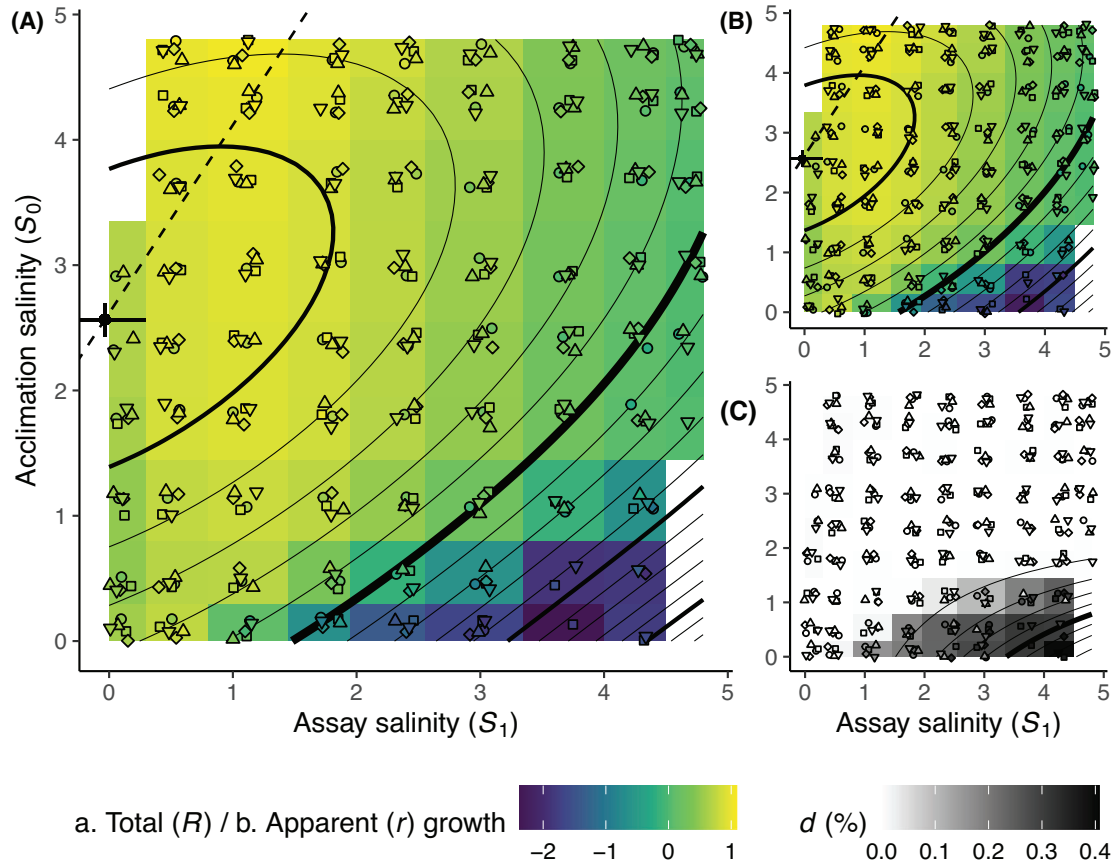 (A)
5
4
3
2
1
0
Acclimation salinity (S₀)
0 1 2 3 4 5
Assay salinity (S₁)
(B)
5
4
3
2
1
0
0 1 2 3 4 5
(C)
5
4
3
2
1
0
0 1 2 3 4 5
Assay salinity (S₁)
a. Total (R) / b. Apparent (r) growth
−2 −1 0 1
d (%)
0.0 0.1 0.2 0.3 0.4